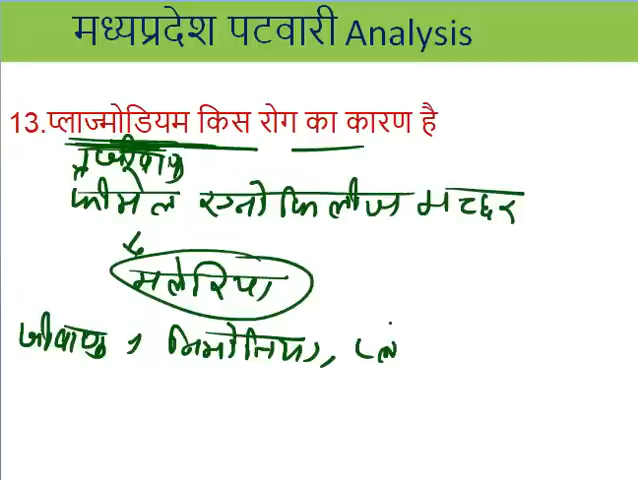 मध्यप्रदेश पटवारी Analysis
13.प्लाज्मोडियम किस रोग का कारण है
फीमेल एनोफिलीज मच्छर
मलेरिया
जीवाणु, निमोनिया,